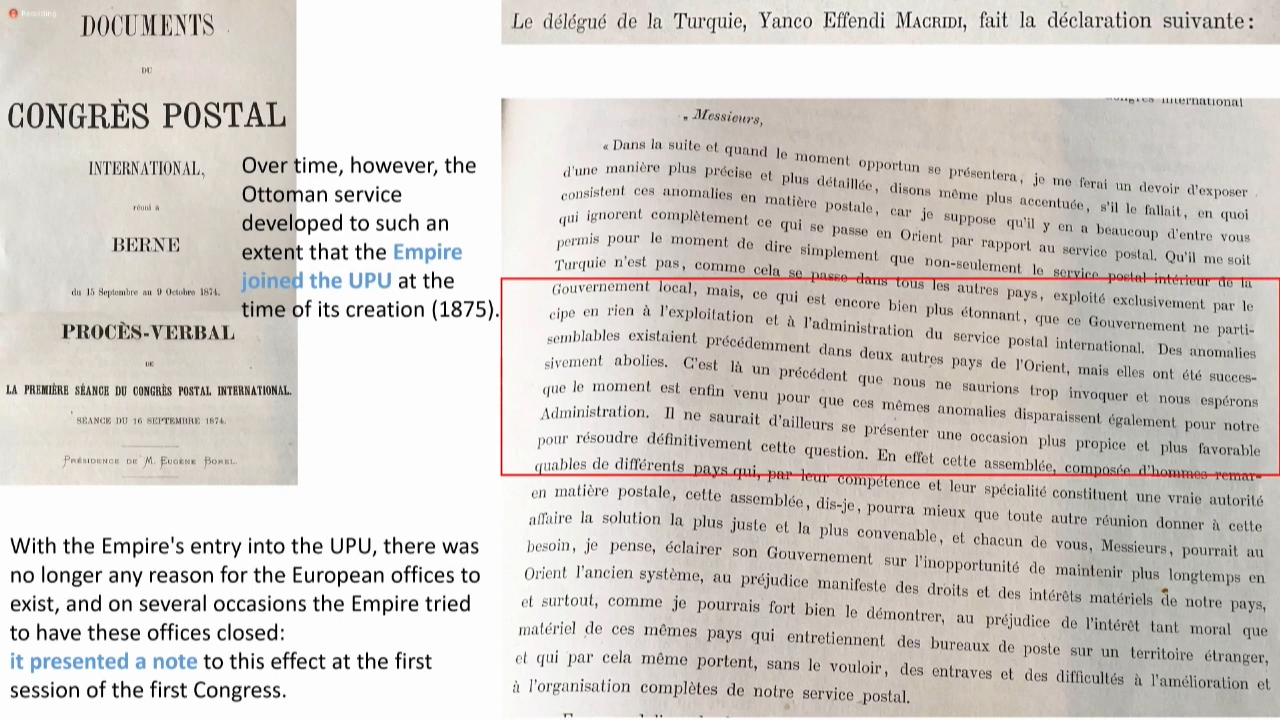 Recording
DOCUMENTS
DU
CONGRÈS POSTAL
INTERNATIONAL,
réuni à
BERNE
du 15 Septembre au 9 Octobre 1874.
PROCÈS-VERBAL
DE
LA PREMIÈRE SÉANCE DU CONGRÈS POSTAL INTERNATIONAL.
SÉANCE DU 16 SEPTEMBRE 1874.
PRÉSIDENCE DE M. EUGÈNE BOREL.
Over time, however, the
Ottoman service
developed to such an
extent that the Empire
joined the UPU at the
time of its creation (1875).
With the Empire's entry into the UPU, there was
no longer any reason for the European offices to
exist, and on several occasions the Empire tried
to have these offices closed:
it presented a note to this effect at the first
session of the first Congress.
Le délégué de la Turquie, Yanco Effendi MACRIDI, fait la déclaration suivante:
international
„ Messieurs,
« Dans la suite et quand le moment opportun se présentera, je me ferai un devoir d'exposer
d'une manière plus précise et plus détaillée, disons même plus accentuée, s'il le fallait, en quoi
consistent ces anomalies en matière postale, car je suppose qu'il y en a beaucoup d'entre vous
qui ignorent complètement ce qui se passe en Orient par rapport au service postal. Qu'il me soit
permis pour le moment de dire simplement que non-seulement le service postal intérieur de la
Turquie n'est pas, comme cela se passe dans tous les autres pays, exploité exclusivement par le
Gouvernement local, mais, ce qui est encore bien plus étonnant, que ce Gouvernement ne parti-
cipe en rien à l'exploitation et à l'administration du service postal international. Des anomalies
semblables existaient précédemment dans deux autres pays de l'Orient, mais elles ont été succes-
sivement abolies. C'est là un précédent que nous ne saurions trop invoquer et nous espérons
que le moment est enfin venu pour que ces mêmes anomalies disparaissent également pour notre
Administration. Il ne saurait d'ailleurs se présenter une occasion plus propice et plus favorable
pour résoudre définitivement cette question. En effet cette assemblée, composée d'hommes remar-
quables de différents pays qui, par leur compétence et leur spécialité constituent une vraie autorité
en matière postale, cette assemblée, dis-je, pourra mieux que toute autre réunion donner à cette
affaire la solution la plus juste et la plus convenable, et chacun de vous, Messieurs, pourrait au
besoin, je pense, éclairer son Gouvernement sur l'inopportunité de maintenir plus longtemps en
Orient l'ancien système, au préjudice manifeste des droits et des intérêts matériels de notre pays,
et surtout, comme je pourrais fort bien le démontrer, au préjudice de l'intérêt tant moral que
matériel de ces mêmes pays qui entretiennent des bureaux de poste sur un territoire étranger,
et qui par cela même portent, sans le vouloir, des entraves et des difficultés à l'amélioration et
à l'organisation complètes de notre service postal.